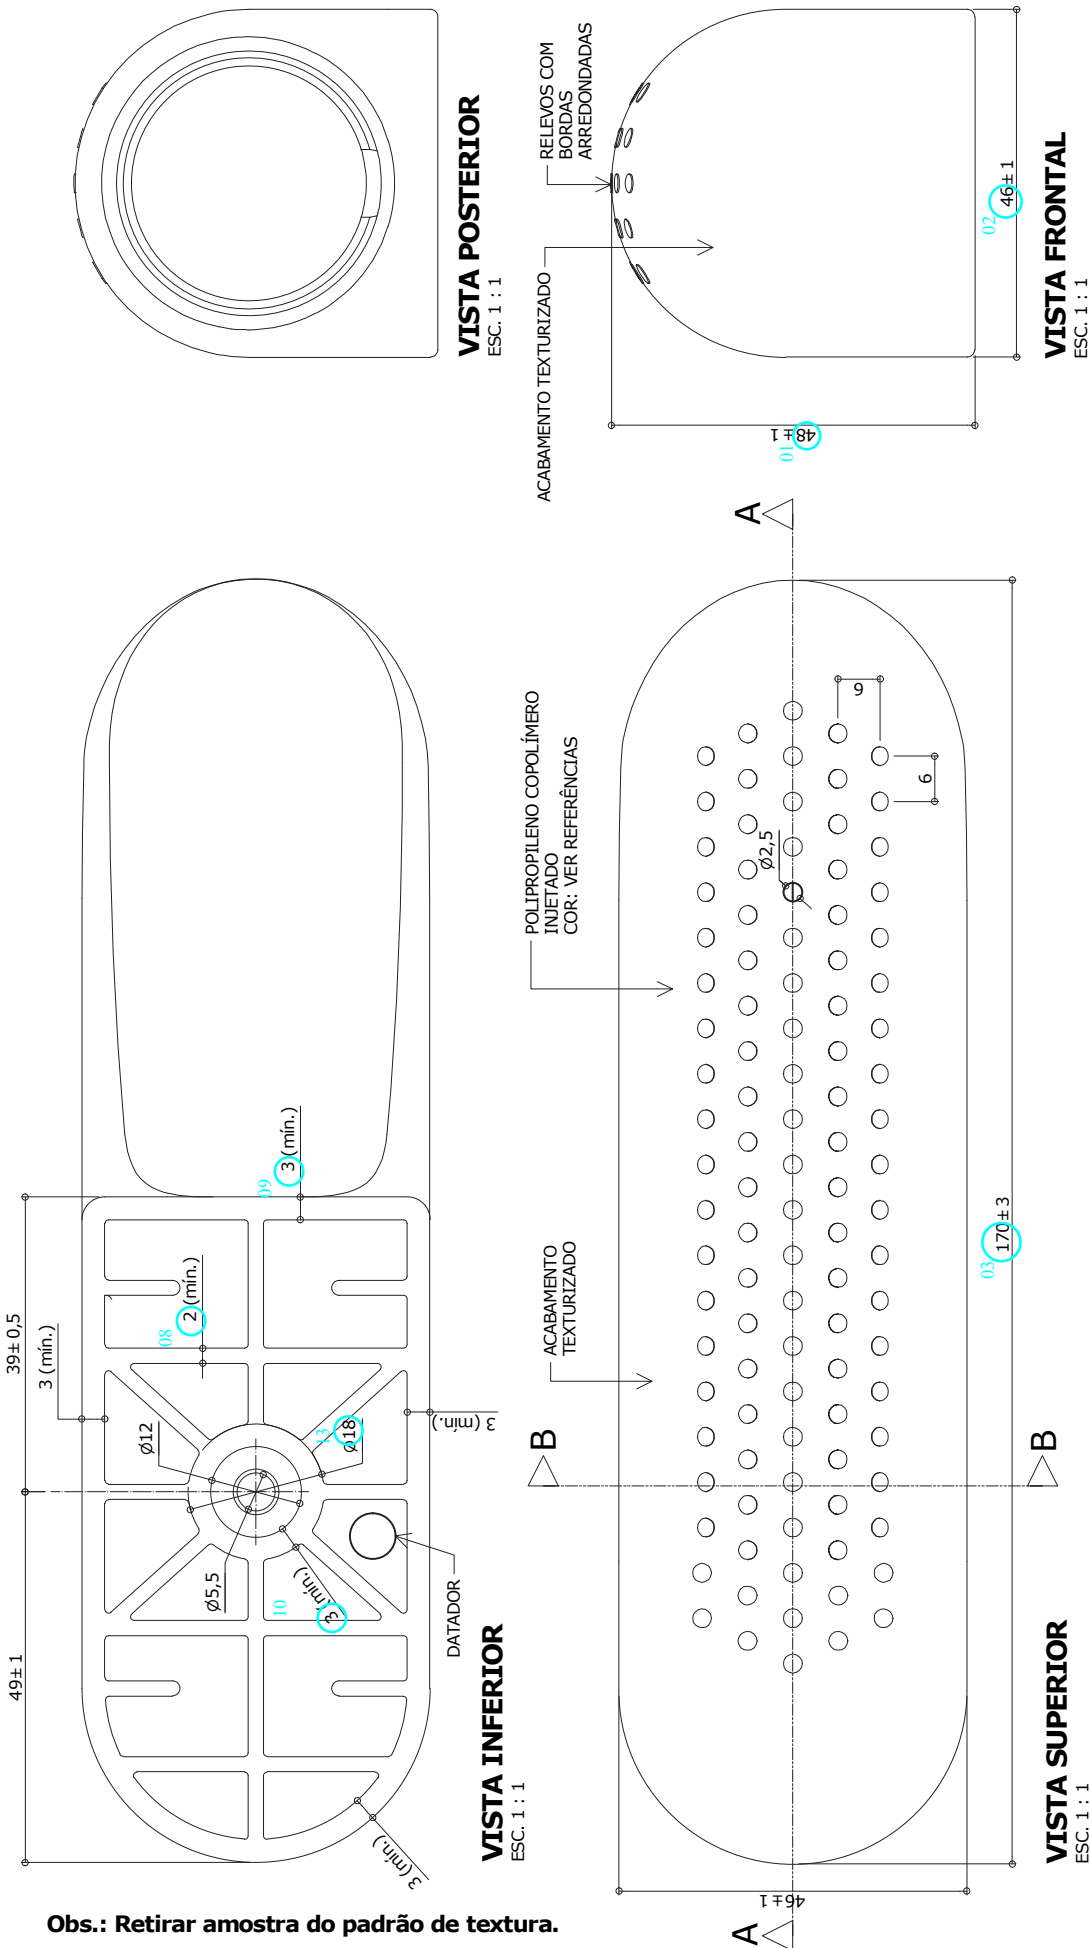 VISTA POSTERIOR
ESC. 1 : 1
RELEVOS COM
BORDAS
ARREDONDADAS
ACABAMENTO TEXTURIZADO
01
48±1
02
46±1
VISTA FRONTAL
ESC. 1 : 1
49±1
39±0,5
3 (mín.)
08
2 (mín.)
09
3 (mín.)
Ø12
13
Ø18
3 (mín.)
Ø5,5
10
3 (mín.)
DATADOR
3 (mín.)
VISTA INFERIOR
ESC. 1 : 1
POLIPROPILENO COPOLÍMERO
INJETADO
COR: VER REFERÊNCIAS
ACABAMENTO
TEXTURIZADO
Ø2,5
6
6
A
A
B
B
03
170±3
46±1
VISTA SUPERIOR
ESC. 1 : 1
Obs.: Retirar amostra do padrão de textura.